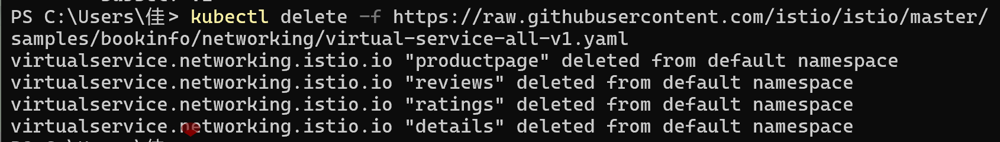 PS C:\Users\佳> kubectl delete -f https://raw.githubusercontent.com/istio/istio/master/
samples/bookinfo/networking/virtual-service-all-v1.yaml
virtualservice.networking.istio.io "productpage" deleted from default namespace
virtualservice.networking.istio.io "reviews" deleted from default namespace
virtualservice.networking.istio.io "ratings" deleted from default namespace
virtualservice.networking.istio.io "details" deleted from default namespace